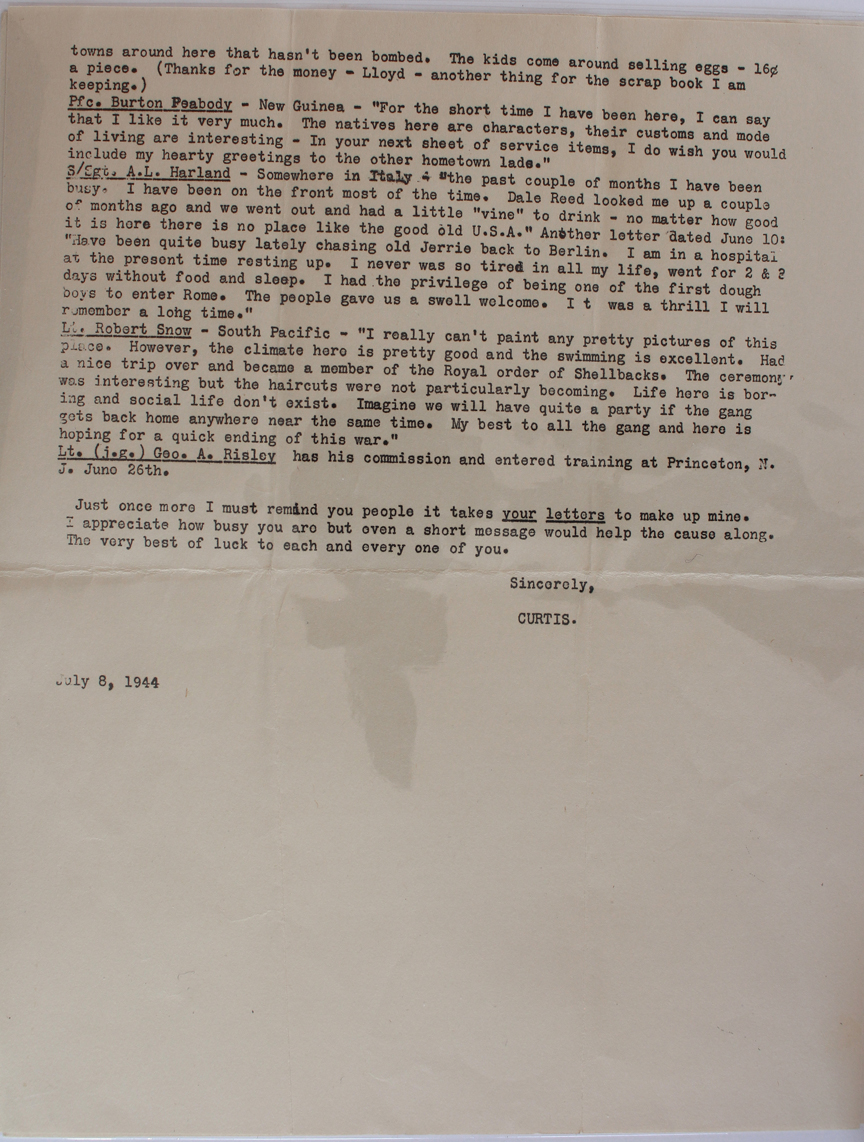 towns around here that hasn't been bombed. The kids come around selling eggs - 16¢
a piece. (Thanks for the money - Lloyd - another thing for the scrap book I am
keeping.)
Pfc. Burton Peabody - New Guinea - "For the short time I have been here, I can say
that I like it very much. The natives here are characters, their customs and mode
of living are interesting - In your next sheet of service items, I do wish you would
include my hearty greetings to the other hometown lads."
S/Sgt. A.L. Harland - Somewhere in Italy - "the past couple of months I have been
busy. I have been on the front most of the time. Dale Reed looked me up a couple
of months ago and we went out and had a little "vine" to drink - no matter how good
it is here there is no place like the good old U.S.A." Another letter dated June 10:
"Have been quite busy lately chasing old Jerrie back to Berlin. I am in a hospital
at the present time resting up. I never was so tired in all my life, went for 2 &
days without food and sleep. I had the privilege of being one of the first dough
boys to enter Rome. The people gave us a swell welcome. I t was a thrill I will
remember a long time."
Lt. Robert Snow - South Pacific - "I really can't paint any pretty pictures of this
place. However, the climate here is pretty good and the swimming is excellent. Had
a nice trip over and became a member of the Royal order of Shellbacks. The ceremony
was interesting but the haircuts were not particularly becoming. Life here is bor-
ing and social life don't exist. Imagine we will have quite a party if the gang
gets back home anywhere near the same time. My best to all the gang and here is
hoping for a quick ending of this war."
Lt. (j.g.) Geo. A. Risley has his commission and entered training at Princeton, N.
J. June 26th.
Just once more I must remind you people it takes your letters to make up mine.
I appreciate how busy you are but even a short message would help the cause along.
The very best of luck to each and every one of you.
Sincerely,
CURTIS.
July 8, 1944